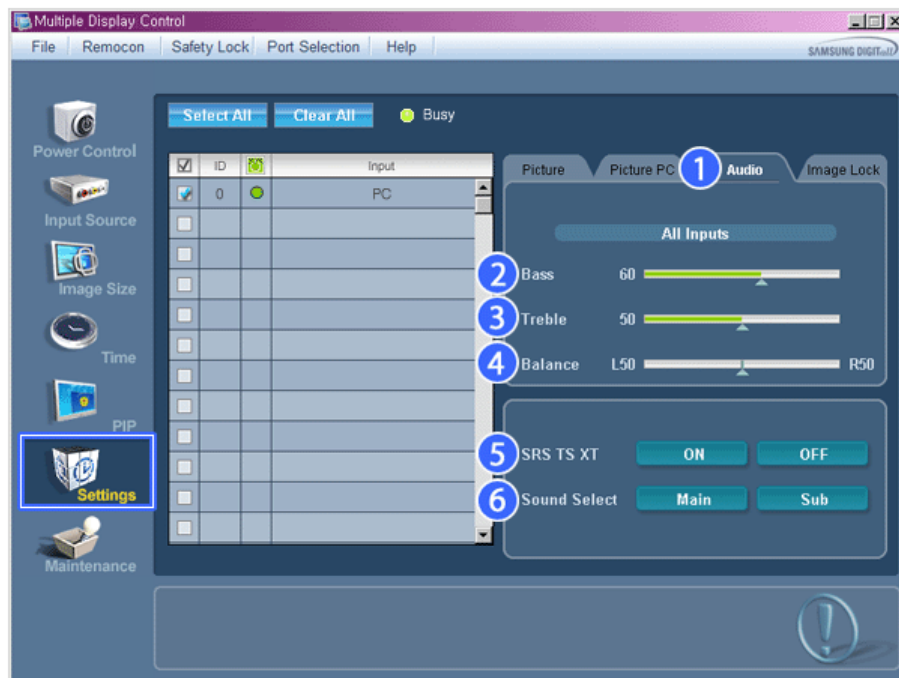 Multiple Display Control
File Remocon Safety Lock Port Selection Help
SAMSUNG DIGITall
Select All Clear All Busy
Power Control
Input Source
Image Size
Time
PIP
Settings
Maintenance
ID Input
0 PC
Picture Picture PC 1 Audio Image Lock
All Inputs
2 Bass 60
3 Treble 50
4 Balance L50 R50
5 SRS TS XT ON OFF
6 Sound Select Main Sub